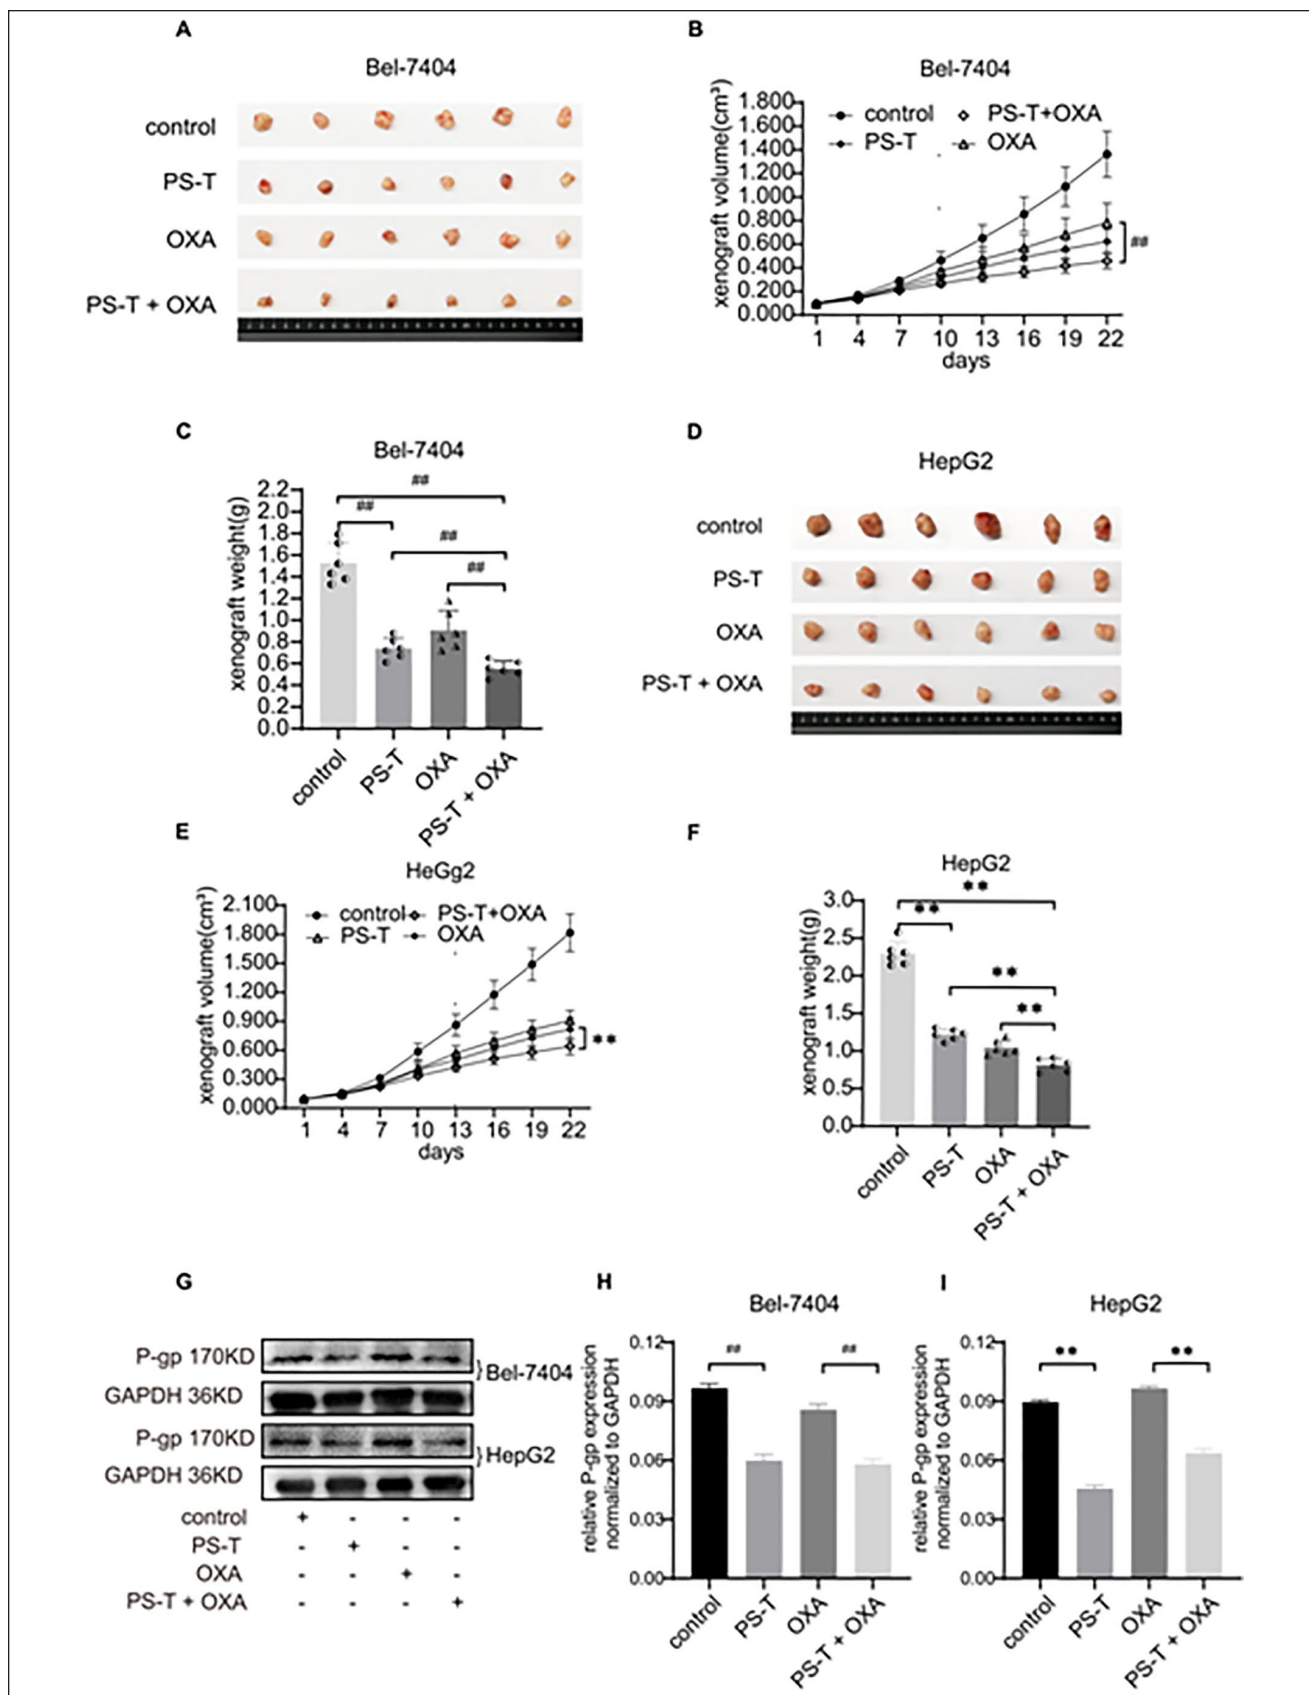 A
Bel-7404
control
PS-T
OXA
PS-T + OXA
B
Bel-7404
xenograft volume(cm³)
1.800
1.600
1.400
1.200
1.000
0.800
0.600
0.400
0.200
0.000
control
PS-T+OXA
PS-T
OXA
##
1 4 7 10 13 16 19 22
days
C
Bel-7404
xenograft weight(g)
2.2
2.0
1.8
1.6
1.4
1.2
1.0
0.8
0.6
0.4
0.2
0.0
##
##
##
##
control
PS-T
OXA
PS-T + OXA
D
HepG2
control
PS-T
OXA
PS-T + OXA
E
HeGg2
xenograft volume(cm³)
2.100
1.800
1.500
1.200
0.900
0.600
0.300
0.000
control
PS-T+OXA
PS-T
OXA
**
1 4 7 10 13 16 19 22
days
F
HepG2
xenograft weight(g)
3.0
2.5
2.0
1.5
1.0
0.5
0.0
**
**
**
**
control
PS-T
OXA
PS-T + OXA
G
P-gp 170KD
GAPDH 36KD
}Bel-7404
P-gp 170KD
GAPDH 36KD
}HepG2
control + - - -
PS-T - + - -
OXA - - + -
PS-T + OXA - - - +
H
Bel-7404
relative P-gp expression
normalized to GAPDH
0.12
0.09
0.06
0.03
0.00
##
##
control
PS-T
OXA
PS-T + OXA
I
HepG2
relative P-gp expression
normalized to GAPDH
0.12
0.09
0.06
0.03
0.00
**
**
control
PS-T
OXA
PS-T + OXA